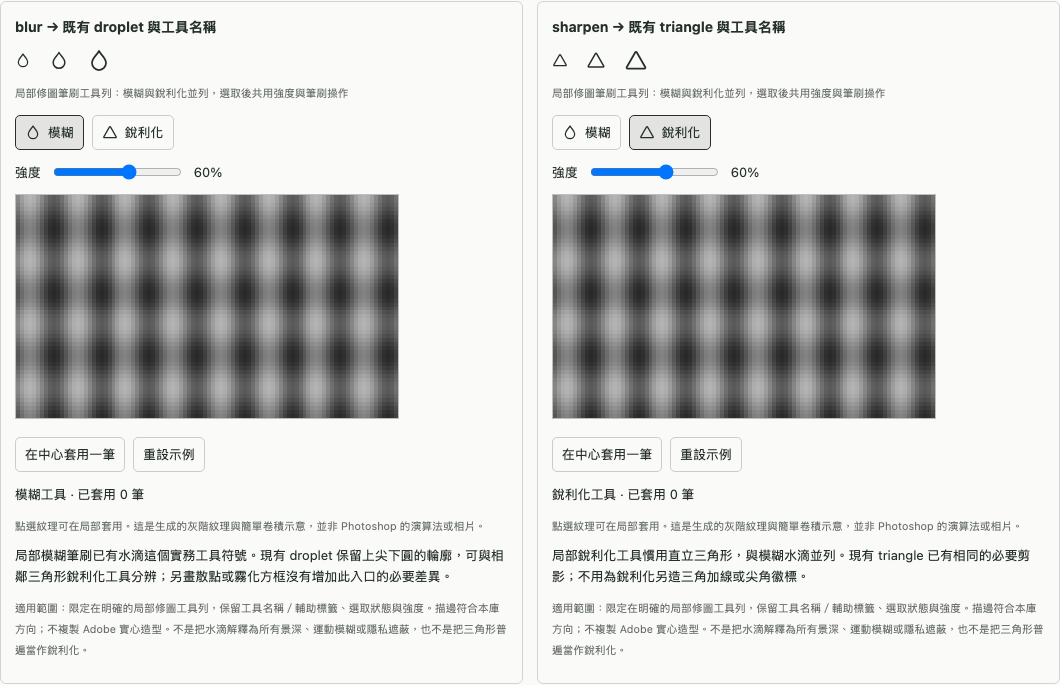 blur → 既有 droplet 與工具名稱
局部修圖筆刷工具列：模糊與銳利化並列，選取後共用強度與筆刷操作
模糊
銳利化
強度
60%
在中心套用一筆
重設示例
模糊工具 · 已套用 0 筆
點選紋理可在局部套用。這是生成的灰階紋理與簡單卷積示意，並非 Photoshop 的演算法或相片。
局部模糊筆刷已有水滴這個實務工具符號。現有 droplet 保留上尖下圓的輪廓，可與相
鄰三角形銳利化工具分辨；另畫散點或霧化方框沒有增加此入口的必要差異。
適用範圍：限定在明確的局部修圖工具列，保留工具名稱 / 輔助標籤、選取狀態與強度。描邊符合本庫
方向；不複製 Adobe 實心造型。不是把水滴解釋為所有景深、運動模糊或隱私遮蔽，也不是把三角形普
遍當作銳利化。
sharpen → 既有 triangle 與工具名稱
局部修圖筆刷工具列：模糊與銳利化並列，選取後共用強度與筆刷操作
模糊
銳利化
強度
60%
在中心套用一筆
重設示例
銳利化工具 · 已套用 0 筆
點選紋理可在局部套用。這是生成的灰階紋理與簡單卷積示意，並非 Photoshop 的演算法或相片。
局部銳利化工具慣用直立三角形，與模糊水滴並列。現有 triangle 已有相同的必要剪
影；不用為銳利化另造三角加線或尖角徽標。
適用範圍：限定在明確的局部修圖工具列，保留工具名稱 / 輔助標籤、選取狀態與強度。描邊符合本庫
方向；不複製 Adobe 實心造型。不是把水滴解釋為所有景深、運動模糊或隱私遮蔽，也不是把三角形普
遍當作銳利化。